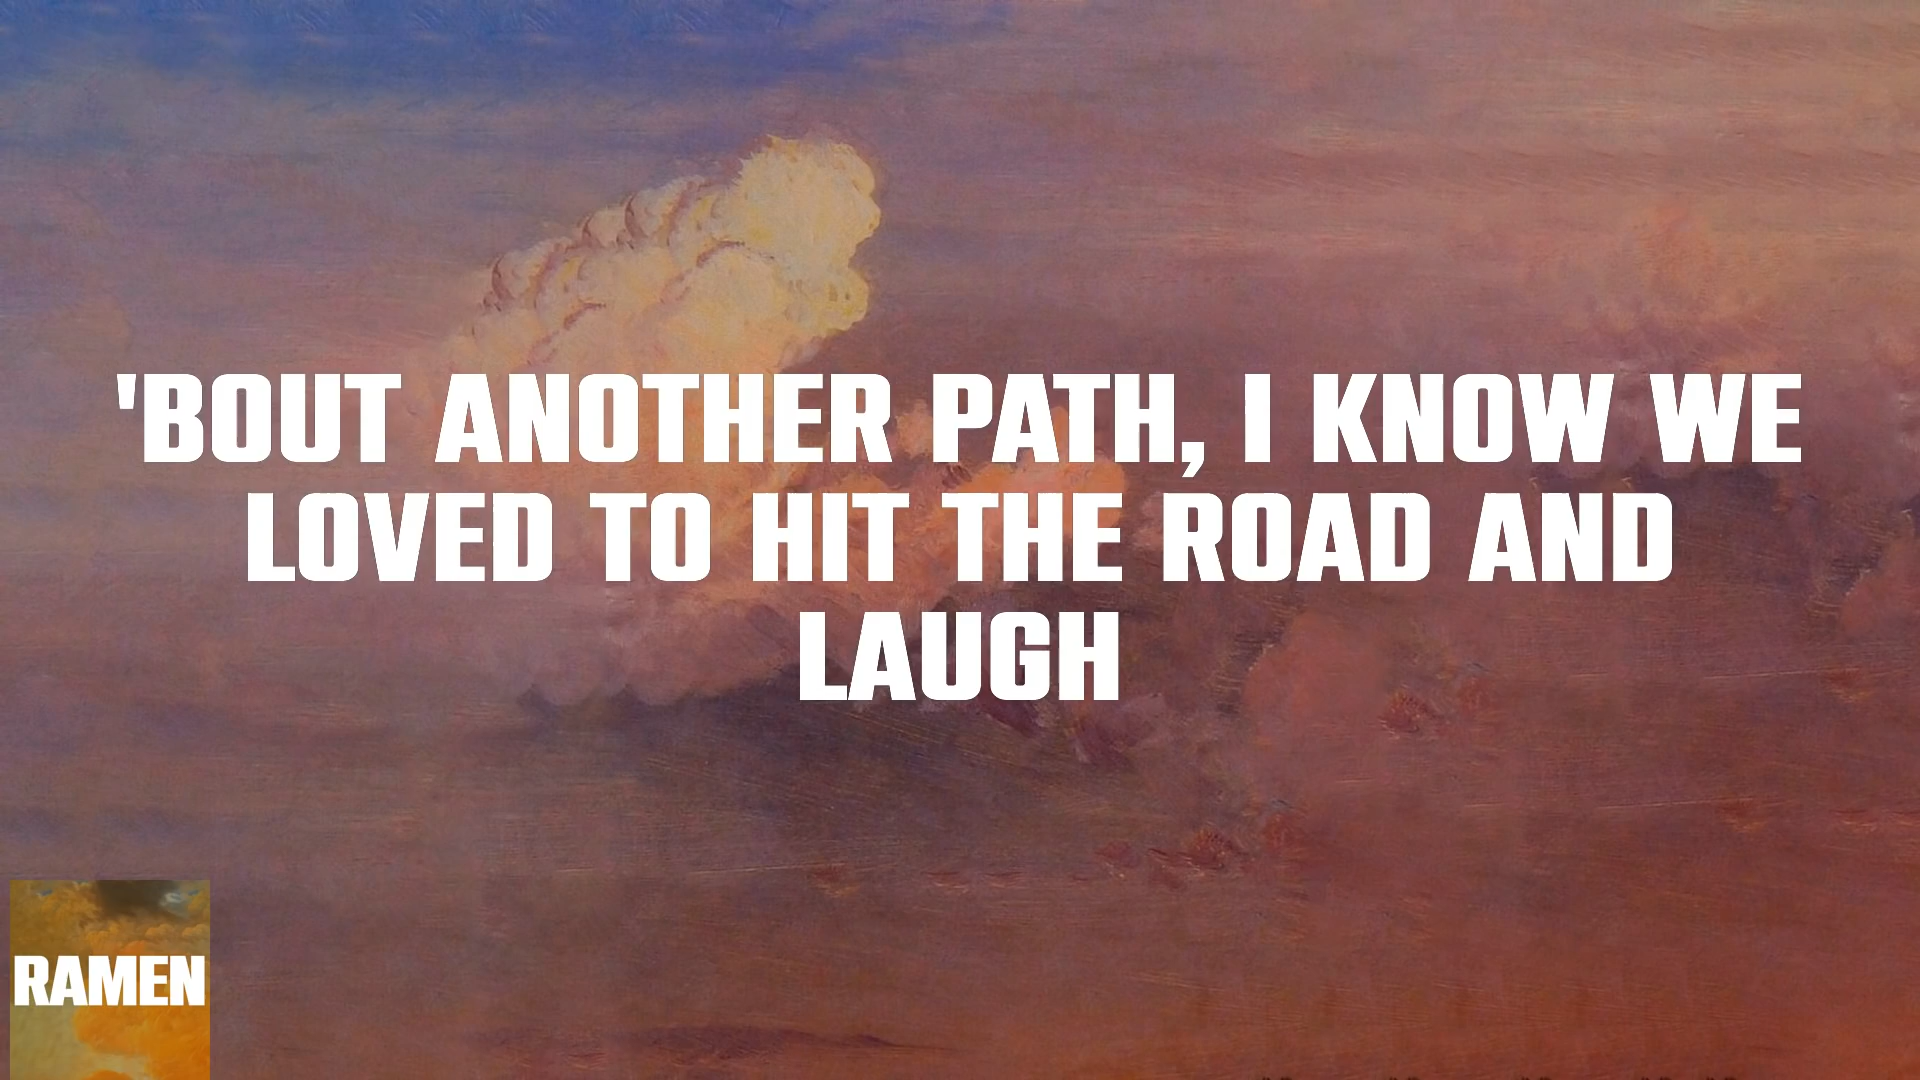 'BOUT ANOTHER PATH, I KNOW WE
LOVED TO HIT THE ROAD AND
LAUGH
RAMEN